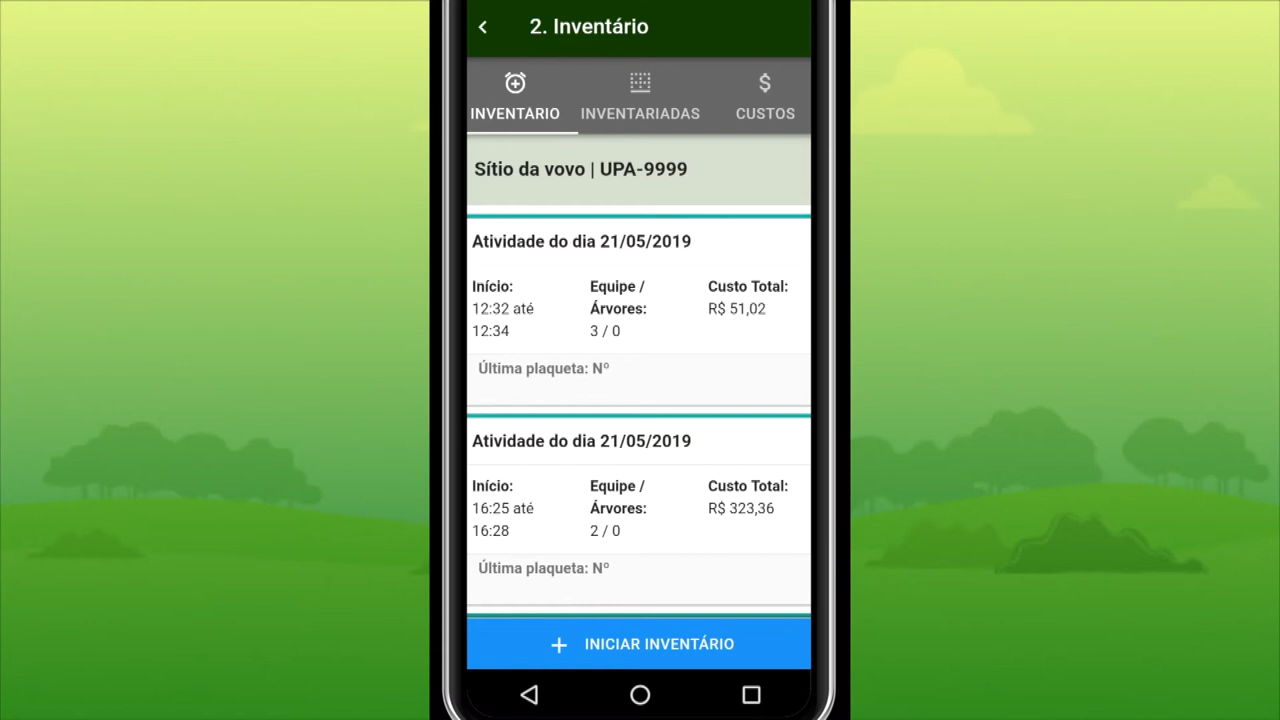 2. Inventário
INVENTÁRIO INVENTARIADAS CUSTOS
Sítio da vovo | UPA-9999
Atividade do dia 21/05/2019
Início: Equipe / Custo Total:
12:32 até Árvores: R$ 51,02
12:34 3 / 0
Última plaqueta: Nº
Atividade do dia 21/05/2019
Início: Equipe / Custo Total:
16:25 até Árvores: R$ 323,36
16:28 2 / 0
Última plaqueta: Nº
+ INICIAR INVENTÁRIO